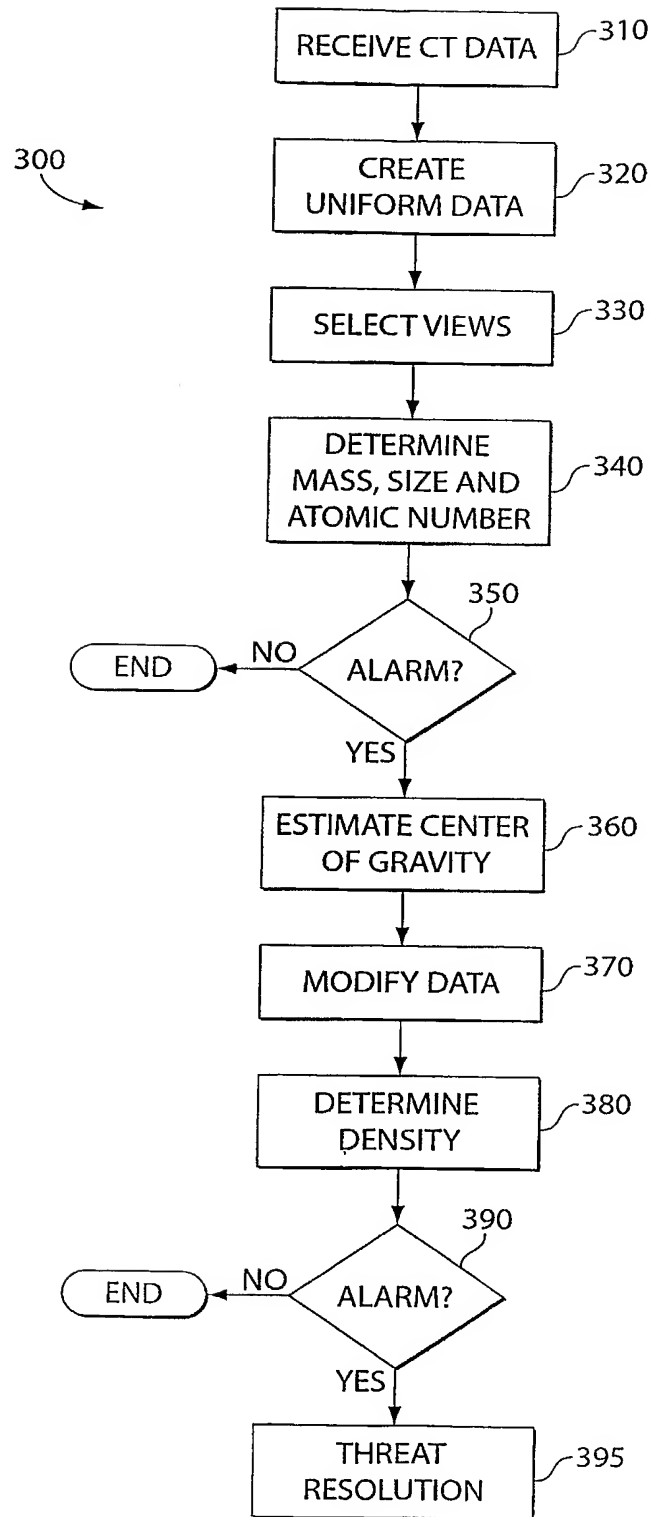 RECEIVE CT DATA
310
300
CREATE
UNIFORM DATA
320
SELECT VIEWS
330
DETERMINE
MASS, SIZE AND
ATOMIC NUMBER
340
350
END
NO
ALARM?
YES
ESTIMATE CENTER
OF GRAVITY
360
MODIFY DATA
370
DETERMINE
DENSITY
380
390
END
NO
ALARM?
YES
THREAT
RESOLUTION
395